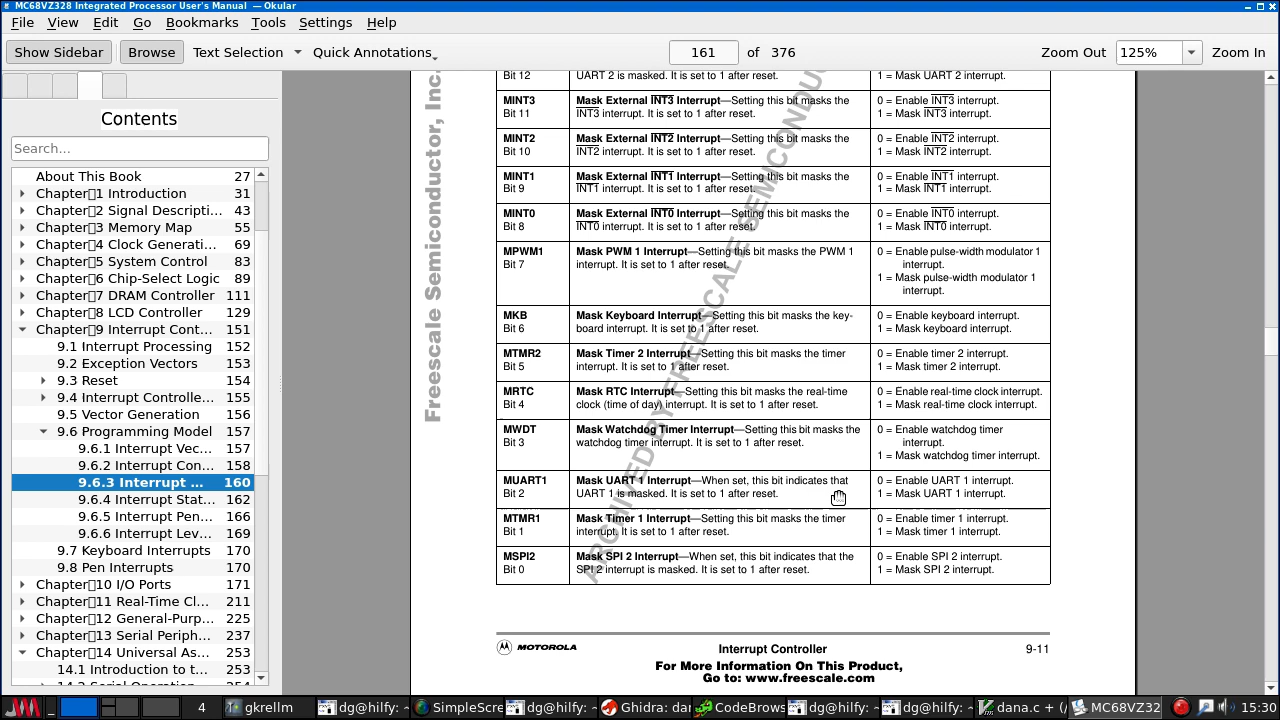 MC68VZ328 Integrated Processor User's Manual — Okular
File View Edit Go Bookmarks Tools Settings Help
Show Sidebar Browse Text Selection Quick Annotations 161 of 376 Zoom Out 125% Zoom In
Contents
Search...
About This Book 27
Chapter 1 Introduction 31
Chapter 2 Signal Descripti... 43
Chapter 3 Memory Map 55
Chapter 4 Clock Generati... 69
Chapter 5 System Control 83
Chapter 6 Chip-Select Logic 89
Chapter 7 DRAM Controller 111
Chapter 8 LCD Controller 129
Chapter 9 Interrupt Cont... 151
9.1 Interrupt Processing 152
9.2 Exception Vectors 153
9.3 Reset 154
9.4 Interrupt Controlle... 155
9.5 Vector Generation 156
9.6 Programming Model 157
9.6.1 Interrupt Vec... 157
9.6.2 Interrupt Con... 158
9.6.3 Interrupt ... 160
9.6.4 Interrupt Stat... 162
9.6.5 Interrupt Pen... 166
9.6.6 Interrupt Lev... 169
9.7 Keyboard Interrupts 170
9.8 Pen Interrupts 170
Chapter 10 I/O Ports 171
Chapter 11 Real-Time Cl... 211
Chapter 12 General-Purp... 225
Chapter 13 Serial Periph... 237
Chapter 14 Universal As... 253
14.1 Introduction to t... 253
Freescale Semiconductor, Inc.
ARCHIVED BY FREESCALE SEMICONDUC
Bit 12 UART 2 is masked. It is set to 1 after reset. 1 = Mask UART 2 interrupt.
MINT3 Mask External INT3 Interrupt—Setting this bit masks the 0 = Enable INT3 interrupt.
Bit 11 INT3 interrupt. It is set to 1 after reset. 1 = Mask INT3 interrupt.
MINT2 Mask External INT2 Interrupt—Setting this bit masks the 0 = Enable INT2 interrupt.
Bit 10 INT2 interrupt. It is set to 1 after reset. 1 = Mask INT2 interrupt.
MINT1 Mask External INT1 Interrupt—Setting this bit masks the 0 = Enable INT1 interrupt.
Bit 9 INT1 interrupt. It is set to 1 after reset. 1 = Mask INT1 interrupt.
MINT0 Mask External INT0 Interrupt—Setting this bit masks the 0 = Enable INT0 interrupt.
Bit 8 INT0 interrupt. It is set to 1 after reset. 1 = Mask INT0 interrupt.
MPWM1 Mask PWM 1 Interrupt—Setting this bit masks the PWM 1 0 = Enable pulse-width modulator 1
Bit 7 interrupt. It is set to 1 after reset. interrupt.
1 = Mask pulse-width modulator 1
interrupt.
MKB Mask Keyboard Interrupt—Setting this bit masks the key- 0 = Enable keyboard interrupt.
Bit 6 board interrupt. It is set to 1 after reset. 1 = Mask keyboard interrupt.
MTMR2 Mask Timer 2 Interrupt—Setting this bit masks the timer 0 = Enable timer 2 interrupt.
Bit 5 interrupt. It is set to 1 after reset. 1 = Mask timer 2 interrupt.
MRTC Mask RTC Interrupt—Setting this bit masks the real-time 0 = Enable real-time clock interrupt.
Bit 4 clock (time of day) interrupt. It is set to 1 after reset. 1 = Mask real-time clock interrupt.
MWDT Mask Watchdog Timer Interrupt—Setting this bit masks the 0 = Enable watchdog timer
Bit 3 watchdog timer interrupt. It is set to 1 after reset. interrupt.
1 = Mask watchdog timer interrupt.
MUART1 Mask UART 1 Interrupt—When set, this bit indicates that 0 = Enable UART 1 interrupt.
Bit 2 UART 1 is masked. It is set to 1 after reset. 1 = Mask UART 1 interrupt.
MTMR1 Mask Timer 1 Interrupt—Setting this bit masks the timer 0 = Enable timer 1 interrupt.
Bit 1 interrupt. It is set to 1 after reset. 1 = Mask timer 1 interrupt.
MSPI2 Mask SPI 2 Interrupt—When set, this bit indicates that the 0 = Enable SPI 2 interrupt.
Bit 0 SPI 2 interrupt is masked. It is set to 1 after reset. 1 = Mask SPI 2 interrupt.
MOTOROLA Interrupt Controller 9-11
For More Information On This Product,
Go to: www.freescale.com
4 gkrellm dg@hilfy: ~ SimpleScre dg@hilfy: ~ Ghidra: dar CodeBrows dg@hilfy: ~ dg@hilfy: ~ dana.c + (/ MC68VZ32 15:30